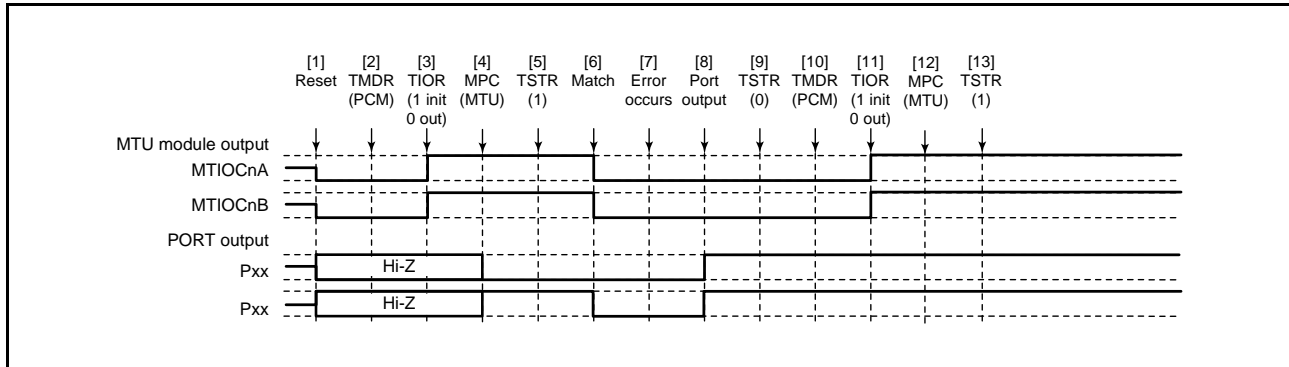 [1] [2] [3] [4] [5] [6] [7] [8] [9] [10] [11] [12] [13]
Reset TMDR TIOR MPC TSTR Match Error Port TSTR TMDR TIOR MPC TSTR
(PCM) (1 init (MTU) (1) occurs output (0) (PCM) (1 init (MTU) (1)
0 out) 0 out)
MTU module output
MTIOCnA
MTIOCnB
PORT output
Pxx Hi-Z
Pxx Hi-Z